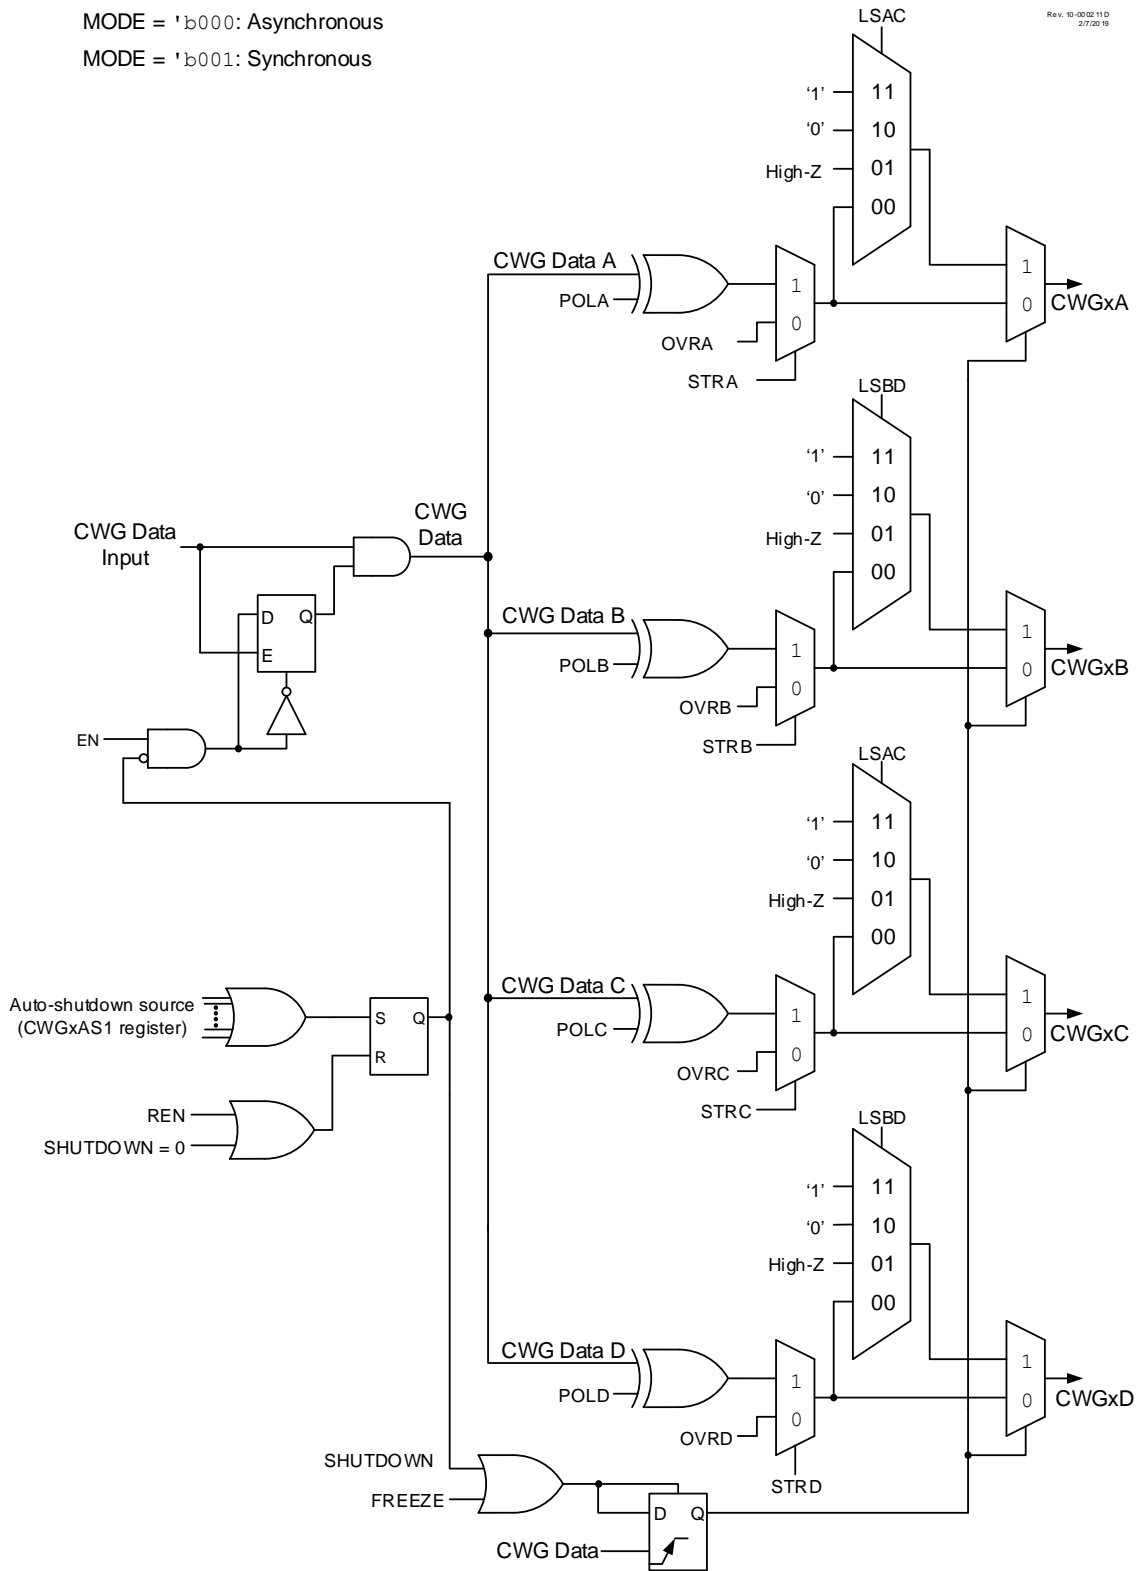 MODE = 'b000: Asynchronous
MODE = 'b001: Synchronous
Rev. 10-000211D
2/7/2019
LSAC
'1'
11
'0'
10
High-Z
01
00
CWG Data A
POLA
1
0
OVRA
STRA
1
0
CWGxA
LSBD
'1'
11
'0'
10
High-Z
01
00
CWG Data
Input
CWG
Data
D
Q
E
EN
CWG Data B
POLB
1
0
OVRB
STRB
1
0
CWGxB
LSAC
'1'
11
'0'
10
High-Z
01
00
CWG Data C
POLC
1
0
OVRC
STRC
1
0
CWGxC
Auto-shutdown source
(CWGxAS1 register)
S
Q
R
REN
SHUTDOWN = 0
LSBD
'1'
11
'0'
10
High-Z
01
00
CWG Data D
POLD
1
0
OVRD
STRD
1
0
CWGxD
SHUTDOWN
FREEZE
D
Q
CWG Data